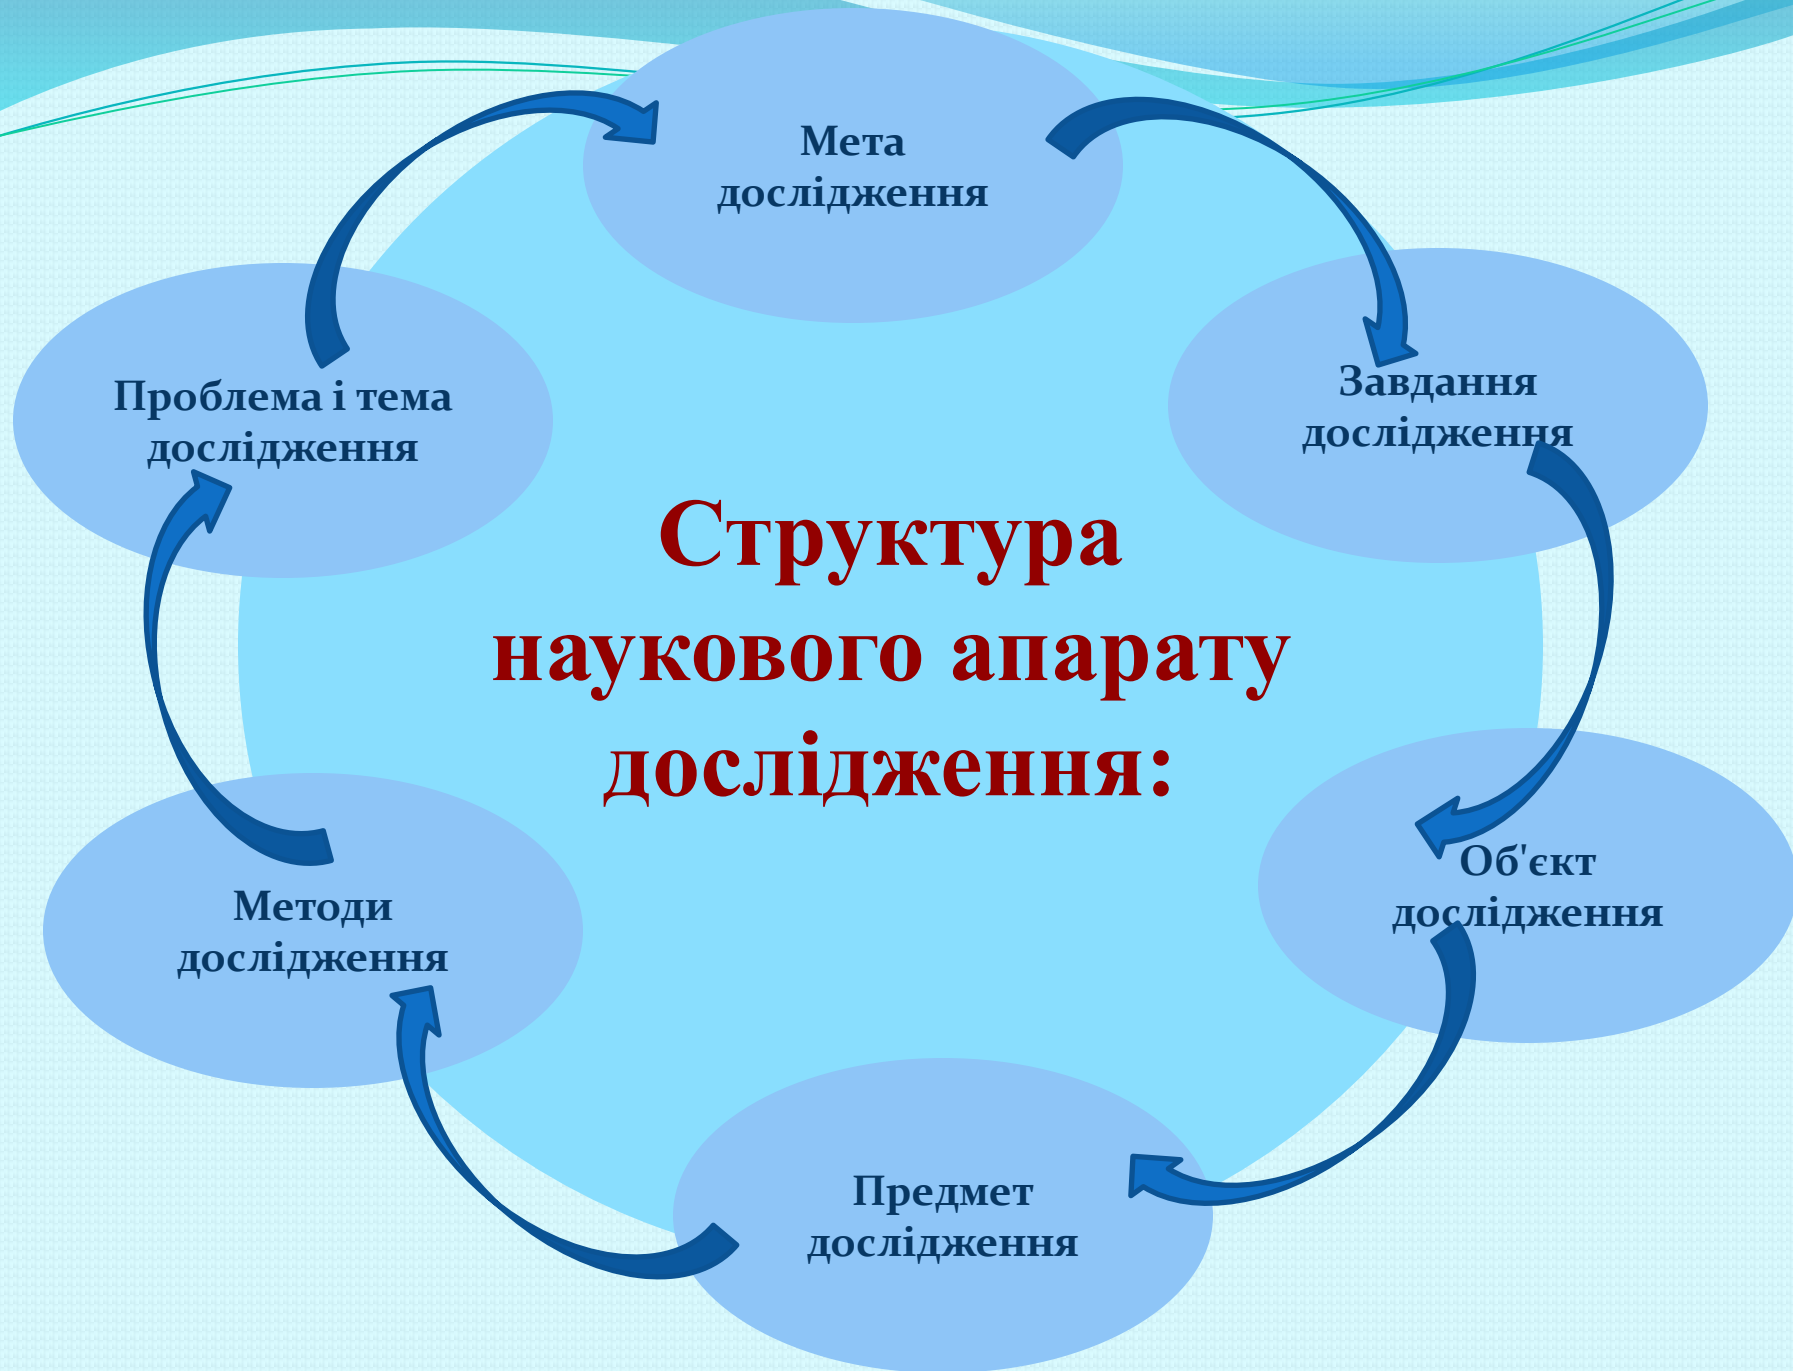 Мета
дослідження
Завдання
дослідження
Проблема і тема
дослідження
Структура
наукового апарату
дослідження:
Об'єкт
дослідження
Методи
дослідження
Предмет
дослідження